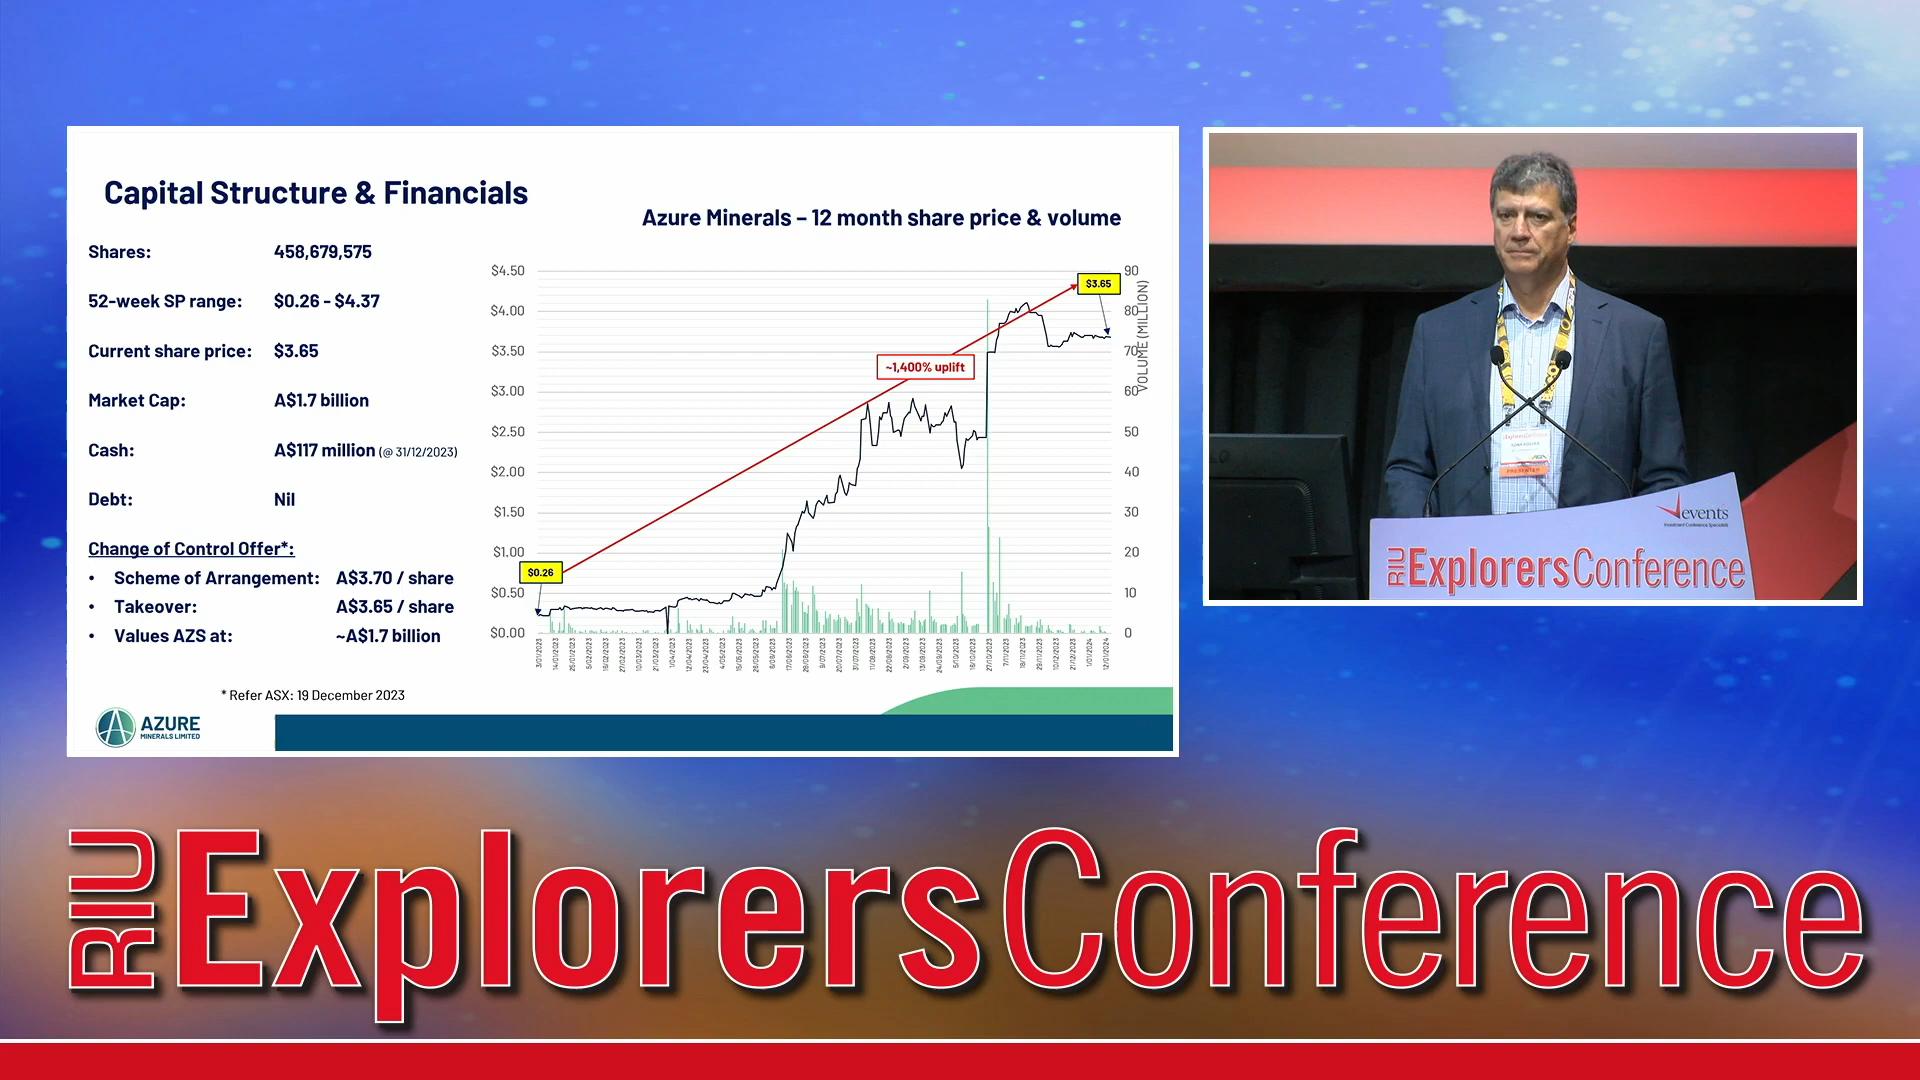 Capital Structure & Financials
Shares: 458,679,575
52-week SP range: $0.26 - $4.37
Current share price: $3.65
Market Cap: A$1.7 billion
Cash: A$117 million (@ 31/12/2023)
Debt: Nil
Change of Control Offer*:
• Scheme of Arrangement: A$3.70 / share
• Takeover: A$3.65 / share
• Values AZS at: ~A$1.7 billion
* Refer ASX: 19 December 2023
AZURE
MINERALS LIMITED
Azure Minerals – 12 month share price & volume
$4.50
$4.00
$3.50
$3.00
$2.50
$2.00
$1.50
$1.00
$0.50
$0.00
$0.26
~1,400% uplift
$3.65
90
80
70
60
50
40
30
20
10
0
VOLUME (MILLION)
events
Investment Conference Specialists
RIU ExplorersConference
PRESENTER
RIU ExplorersConference